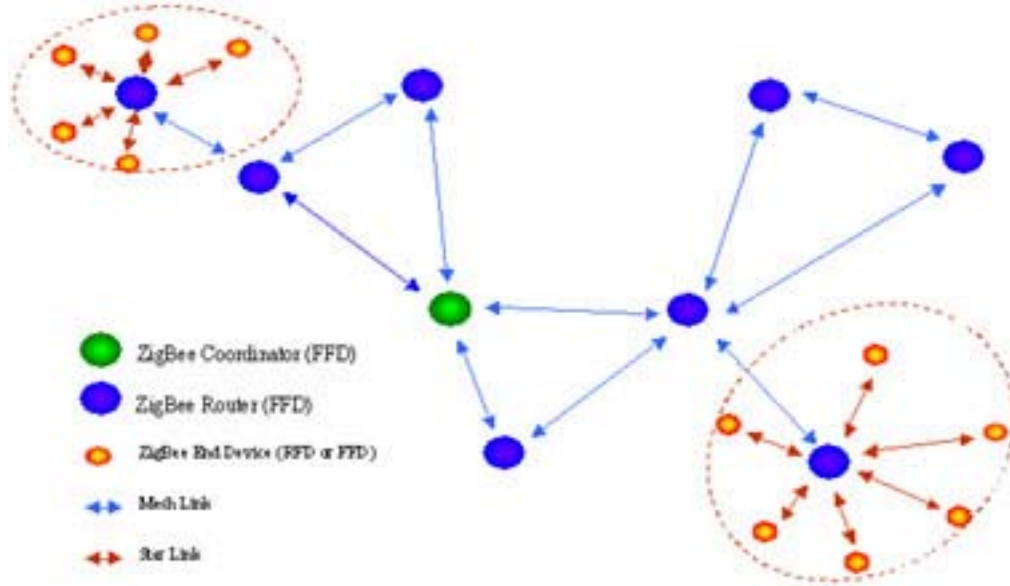 ZigBee Coordinator (FFD)
ZigBee Router (FFD)
ZigBee End Device (RFD or FFD)
Mesh Link
Star Link